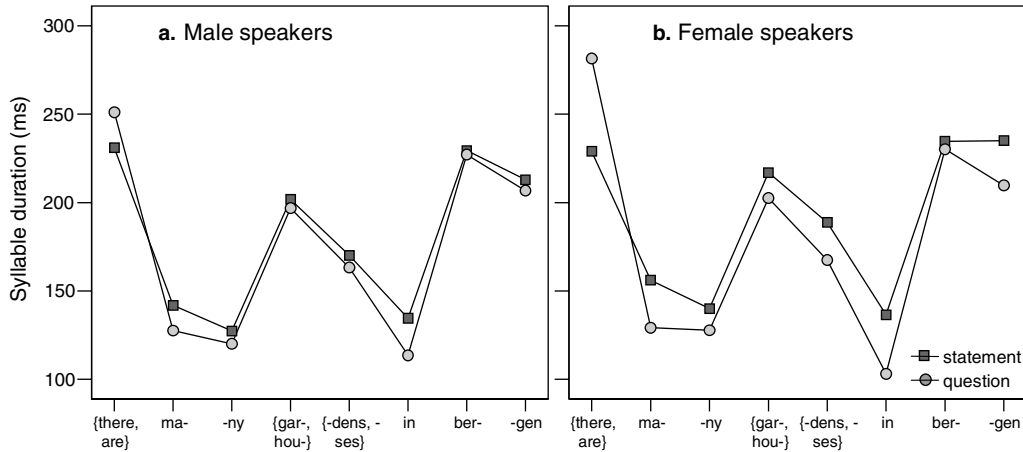 a. Male speakers
b. Female speakers
Syllable duration (ms)
300
250
200
150
100
statement
question
{there, are}
ma-
-ny
{gar-, hou-}
{-dens, -ses}
in
ber-
-gen
{there, are}
ma-
-ny
{gar-, hou-}
{-dens, -ses}
in
ber-
-gen